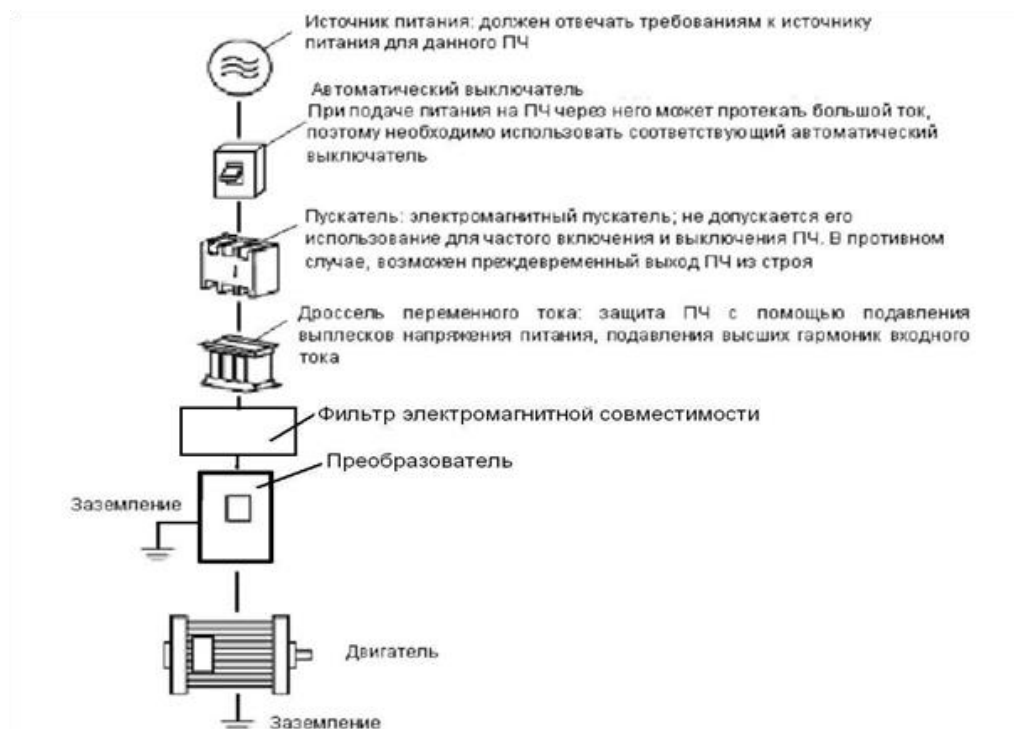 Источник питания: должен отвечать требованиям к источнику
питания для данного ПЧ
Автоматический выключатель
При подаче питания на ПЧ через него может протекать большой ток,
поэтому необходимо использовать соответствующий автоматический
выключатель
Пускатель: электромагнитный пускатель; не допускается его
использование для частого включения и выключения ПЧ. В противном
случае, возможен преждевременный выход ПЧ из строя
Дроссель переменного тока: защита ПЧ с помощью подавления
выплесков напряжения питания, подавления высших гармоник входного
тока
Фильтр электромагнитной совместимости
Преобразователь
Заземление
Двигатель
Заземление